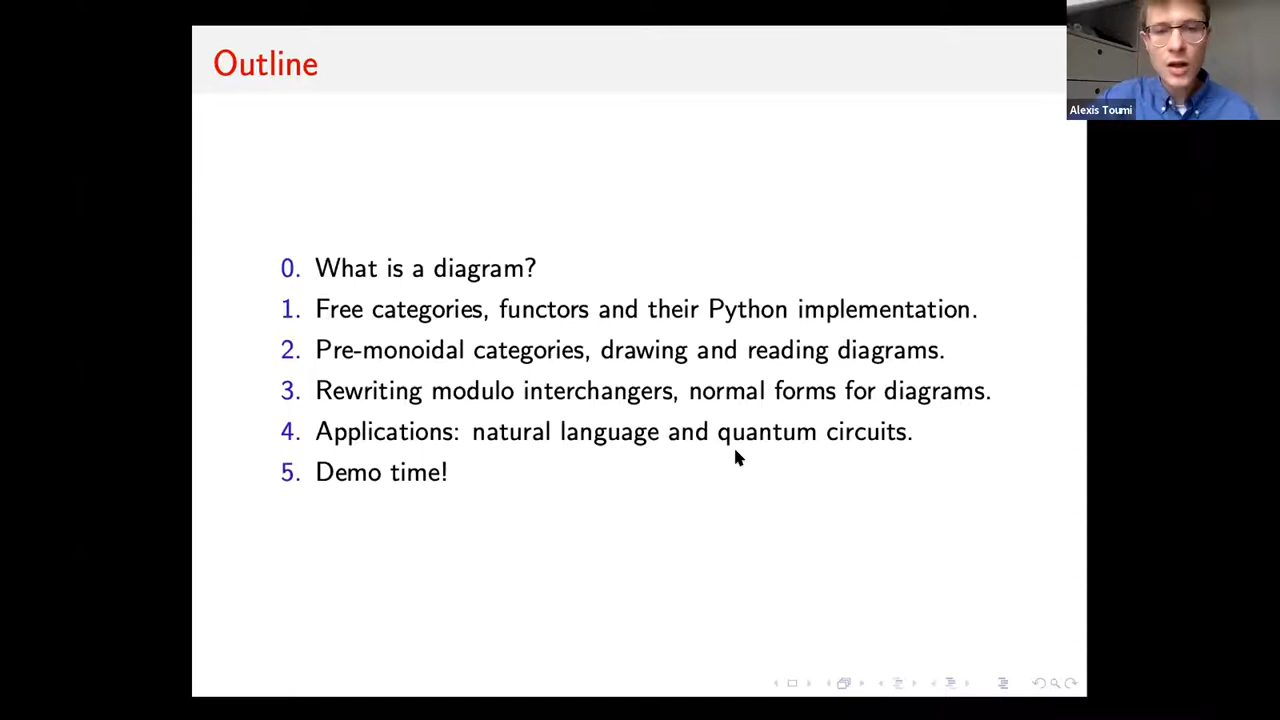 Outline
Alexis Toumi
0. What is a diagram?
1. Free categories, functors and their Python implementation.
2. Pre-monoidal categories, drawing and reading diagrams.
3. Rewriting modulo interchangers, normal forms for diagrams.
4. Applications: natural language and quantum circuits.
5. Demo time!